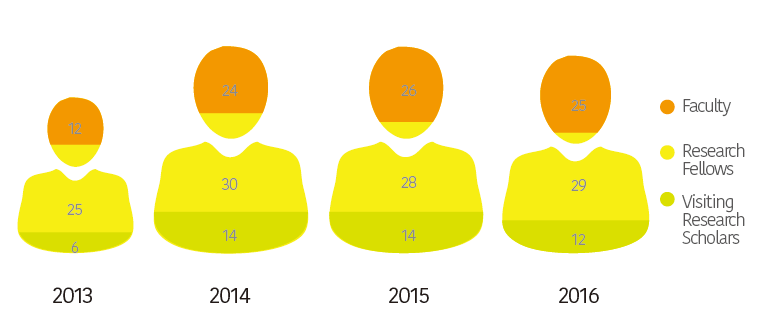 12
24
26
25
Faculty
Research
Fellows
25
30
28
29
Visiting
Research
Scholars
6
14
14
12
2013
2014
2015
2016